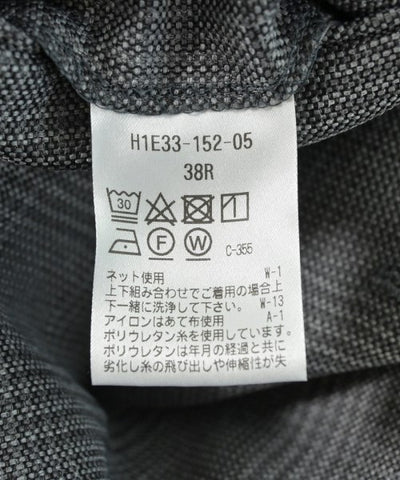 H1E33-152-05
38R
30
F W C-355
ネット使用 W-1
上下組み合わせでご着用の場合上
下一緒に洗浄して下さい。 W-13
アイロンはあて布使用 A-1
ポリウレタン糸を使用しています。
ポリウレタンは年月の経過と共に
劣化し糸の飛び出しや伸縮性が失